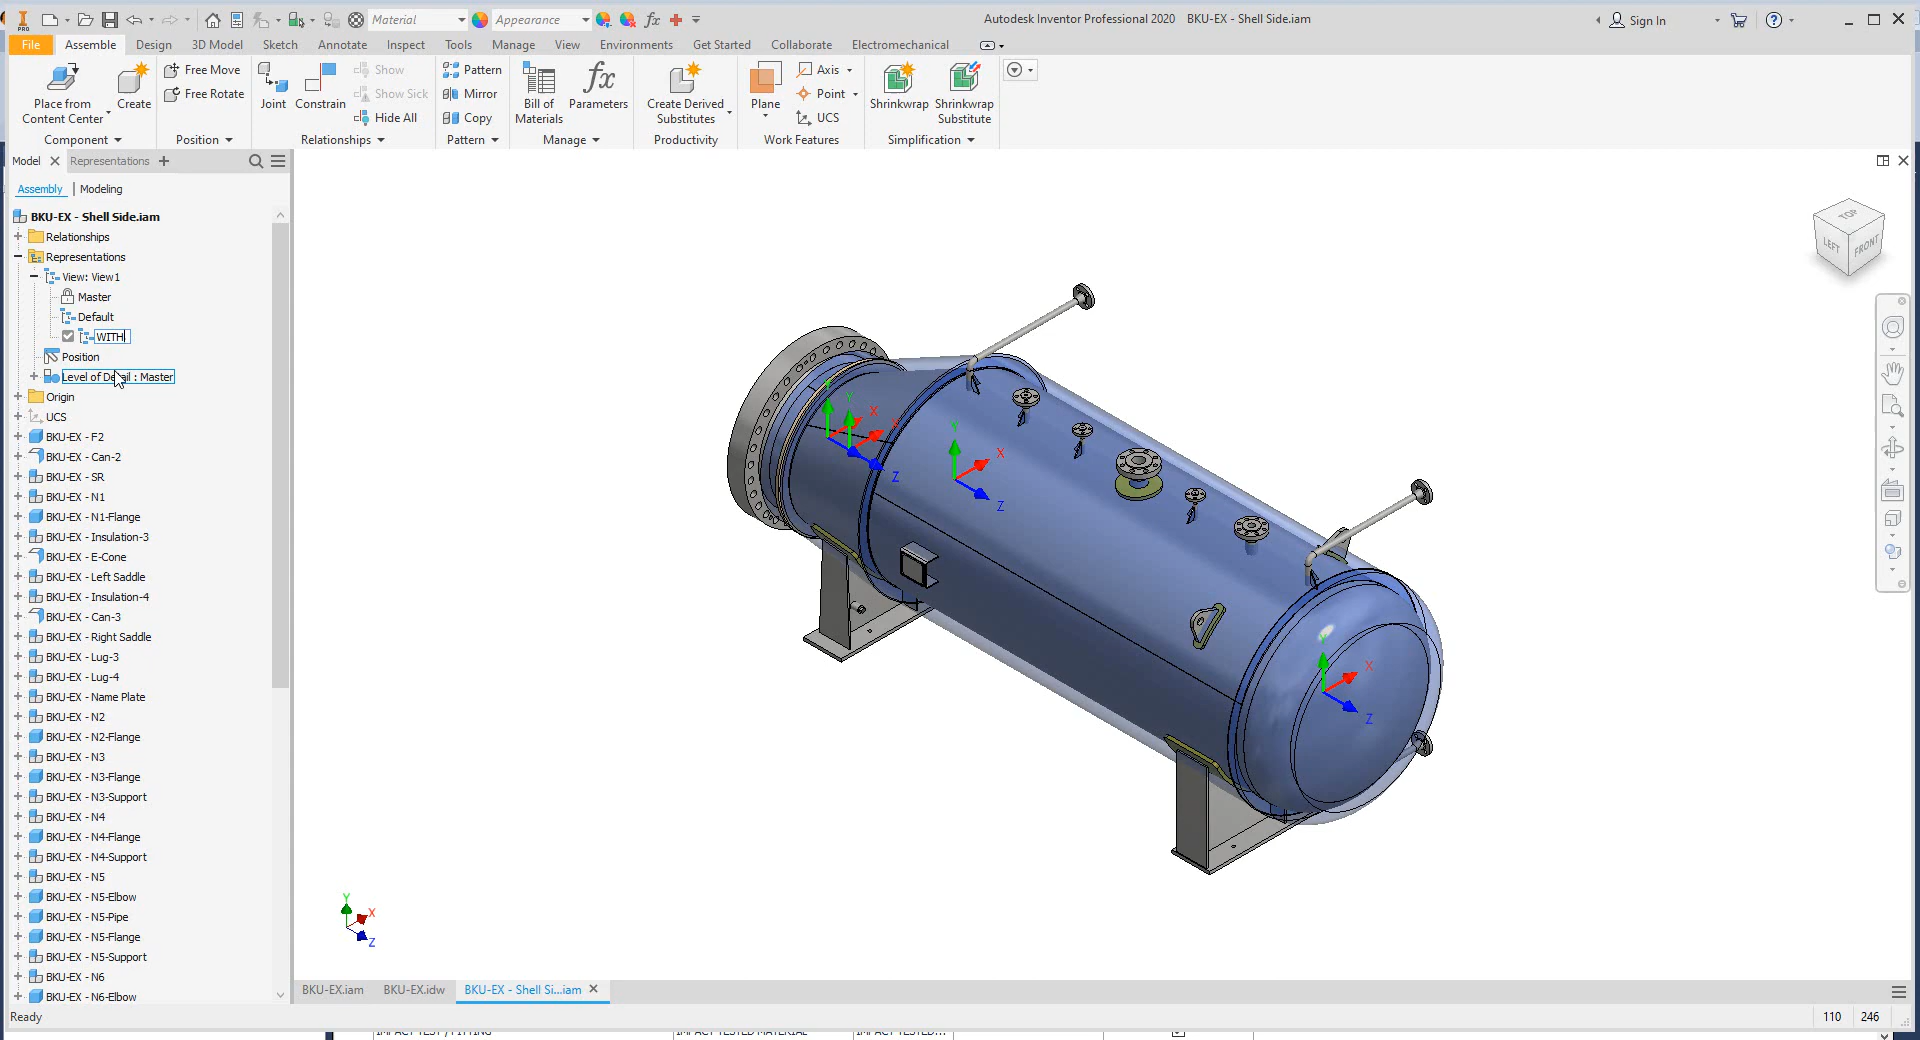 Material
Appearance
fx
Autodesk Inventor Professional 2020 BKU-EX - Shell Side.iam
Sign In
File
Assemble
Design
3D Model
Sketch
Annotate
Inspect
Tools
Manage
View
Environments
Get Started
Collaborate
Electromechanical
Place from
Content Center
Create
Free Move
Free Rotate
Joint
Constrain
Show
Show Sick
Hide All
Pattern
Mirror
Copy
Bill of
Materials
fx
Parameters
Create Derived
Substitutes
Plane
Axis
Point
UCS
Shrinkwrap
Shrinkwrap
Substitute
Component
Position
Relationships
Pattern
Manage
Productivity
Work Features
Simplification
Model
Representations
Assembly | Modeling
BKU-EX - Shell Side.iam
Relationships
Representations
View: View1
Master
Default
WITH
Position
Level of Detail : Master
Origin
UCS
BKU-EX - F2
BKU-EX - Can-2
BKU-EX - SR
BKU-EX - N1
BKU-EX - N1-Flange
BKU-EX - Insulation-3
BKU-EX - E-Cone
BKU-EX - Left Saddle
BKU-EX - Insulation-4
BKU-EX - Can-3
BKU-EX - Right Saddle
BKU-EX - Lug-3
BKU-EX - Lug-4
BKU-EX - Name Plate
BKU-EX - N2
BKU-EX - N2-Flange
BKU-EX - N3
BKU-EX - N3-Flange
BKU-EX - N3-Support
BKU-EX - N4
BKU-EX - N4-Flange
BKU-EX - N4-Support
BKU-EX - N5
BKU-EX - N5-Elbow
BKU-EX - N5-Pipe
BKU-EX - N5-Flange
BKU-EX - N5-Support
BKU-EX - N6
BKU-EX - N6-Elbow
TOP
LEFT
FRONT
Y
X
Z
Y
X
Z
X
Z
Y
X
Z
BKU-EX.iam
BKU-EX.idw
BKU-EX - Shell Si...iam
Ready
110
246
IMPACT TEST / FITTING
IMPACT TESTED MATERIAL
IMPACT TESTED...